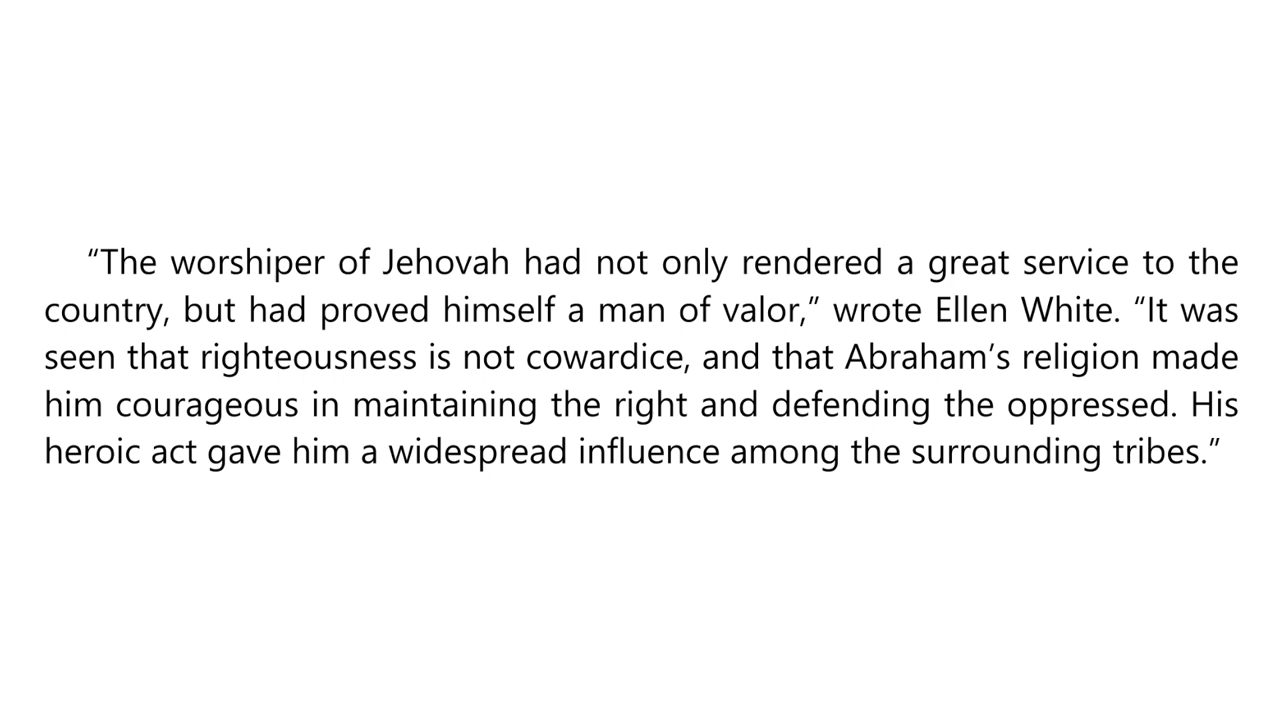 “The worshiper of Jehovah had not only rendered a great service to the
country, but had proved himself a man of valor,” wrote Ellen White. “It was
seen that righteousness is not cowardice, and that Abraham’s religion made
him courageous in maintaining the right and defending the oppressed. His
heroic act gave him a widespread influence among the surrounding tribes.”